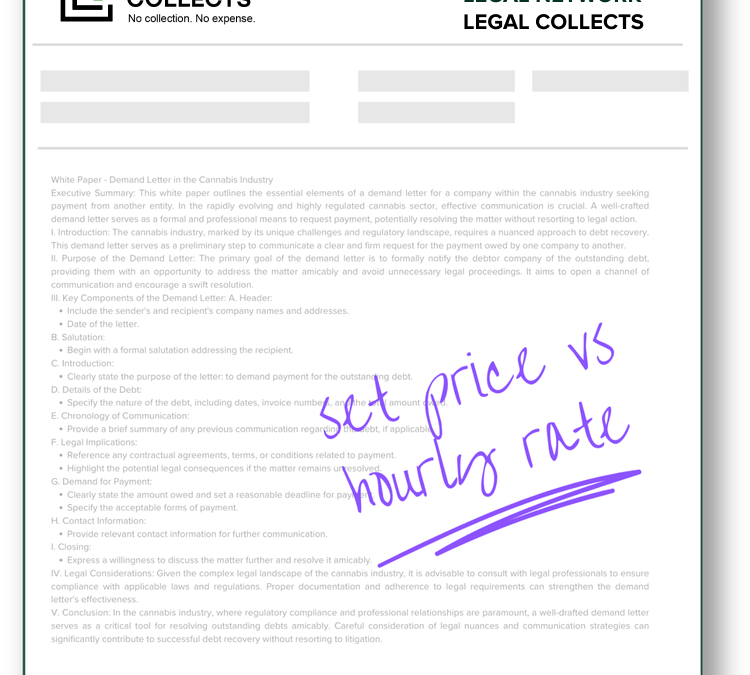 COLLECTS
No collection. No expense.
LEGAL NETWORK
LEGAL COLLECTS
White Paper - Demand Letter in the Cannabis Industry
Executive Summary: This white paper outlines the essential elements of a demand letter for a company within the cannabis industry seeking
payment from another entity. In the rapidly evolving and highly regulated cannabis sector, effective communication is crucial. A well-crafted
demand letter serves as a formal and professional means to request payment, potentially resolving the matter without resorting to legal action.
I. Introduction: The cannabis industry, marked by its unique challenges and regulatory landscape, requires a nuanced approach to debt recovery.
This demand letter serves as a preliminary step to communicate a clear and firm request for the payment owed by one company to another.
II. Purpose of the Demand Letter: The primary goal of the demand letter is to formally notify the debtor company of the outstanding debt,
providing them with an opportunity to address the matter amicably and avoid unnecessary legal proceedings. It aims to open a channel of
communication and encourage a swift resolution.
III. Key Components of the Demand Letter: A. Header:
• Include the sender's and recipient's company names and addresses.
• Date of the letter.
B. Salutation:
• Begin with a formal salutation addressing the recipient.
C. Introduction:
• Clearly state the purpose of the letter: to demand payment for the outstanding debt.
D. Details of the Debt:
• Specify the nature of the debt, including dates, invoice numbers, and the total amount owed.
E. Chronology of Communication:
• Provide a brief summary of any previous communication regarding the debt, if applicable.
F. Legal Implications:
• Reference any contractual agreements, terms, or conditions related to payment.
• Highlight the potential legal consequences if the matter remains unresolved.
G. Demand for Payment:
• Clearly state the amount owed and set a reasonable deadline for payment.
• Specify the acceptable forms of payment.
H. Contact Information:
• Provide relevant contact information for further communication.
I. Closing:
• Express a willingness to discuss the matter further and resolve it amicably.
IV. Legal Considerations: Given the complex legal landscape of the cannabis industry, it is advisable to consult with legal professionals to ensure
compliance with applicable laws and regulations. Proper documentation and adherence to legal requirements can strengthen the demand
letter's effectiveness.
V. Conclusion: In the cannabis industry, where regulatory compliance and professional relationships are paramount, a well-drafted demand letter
serves as a critical tool for resolving outstanding debts amicably. Careful consideration of legal nuances and communication strategies can
significantly contribute to successful debt recovery without resorting to litigation.
set price vs
hourly rate